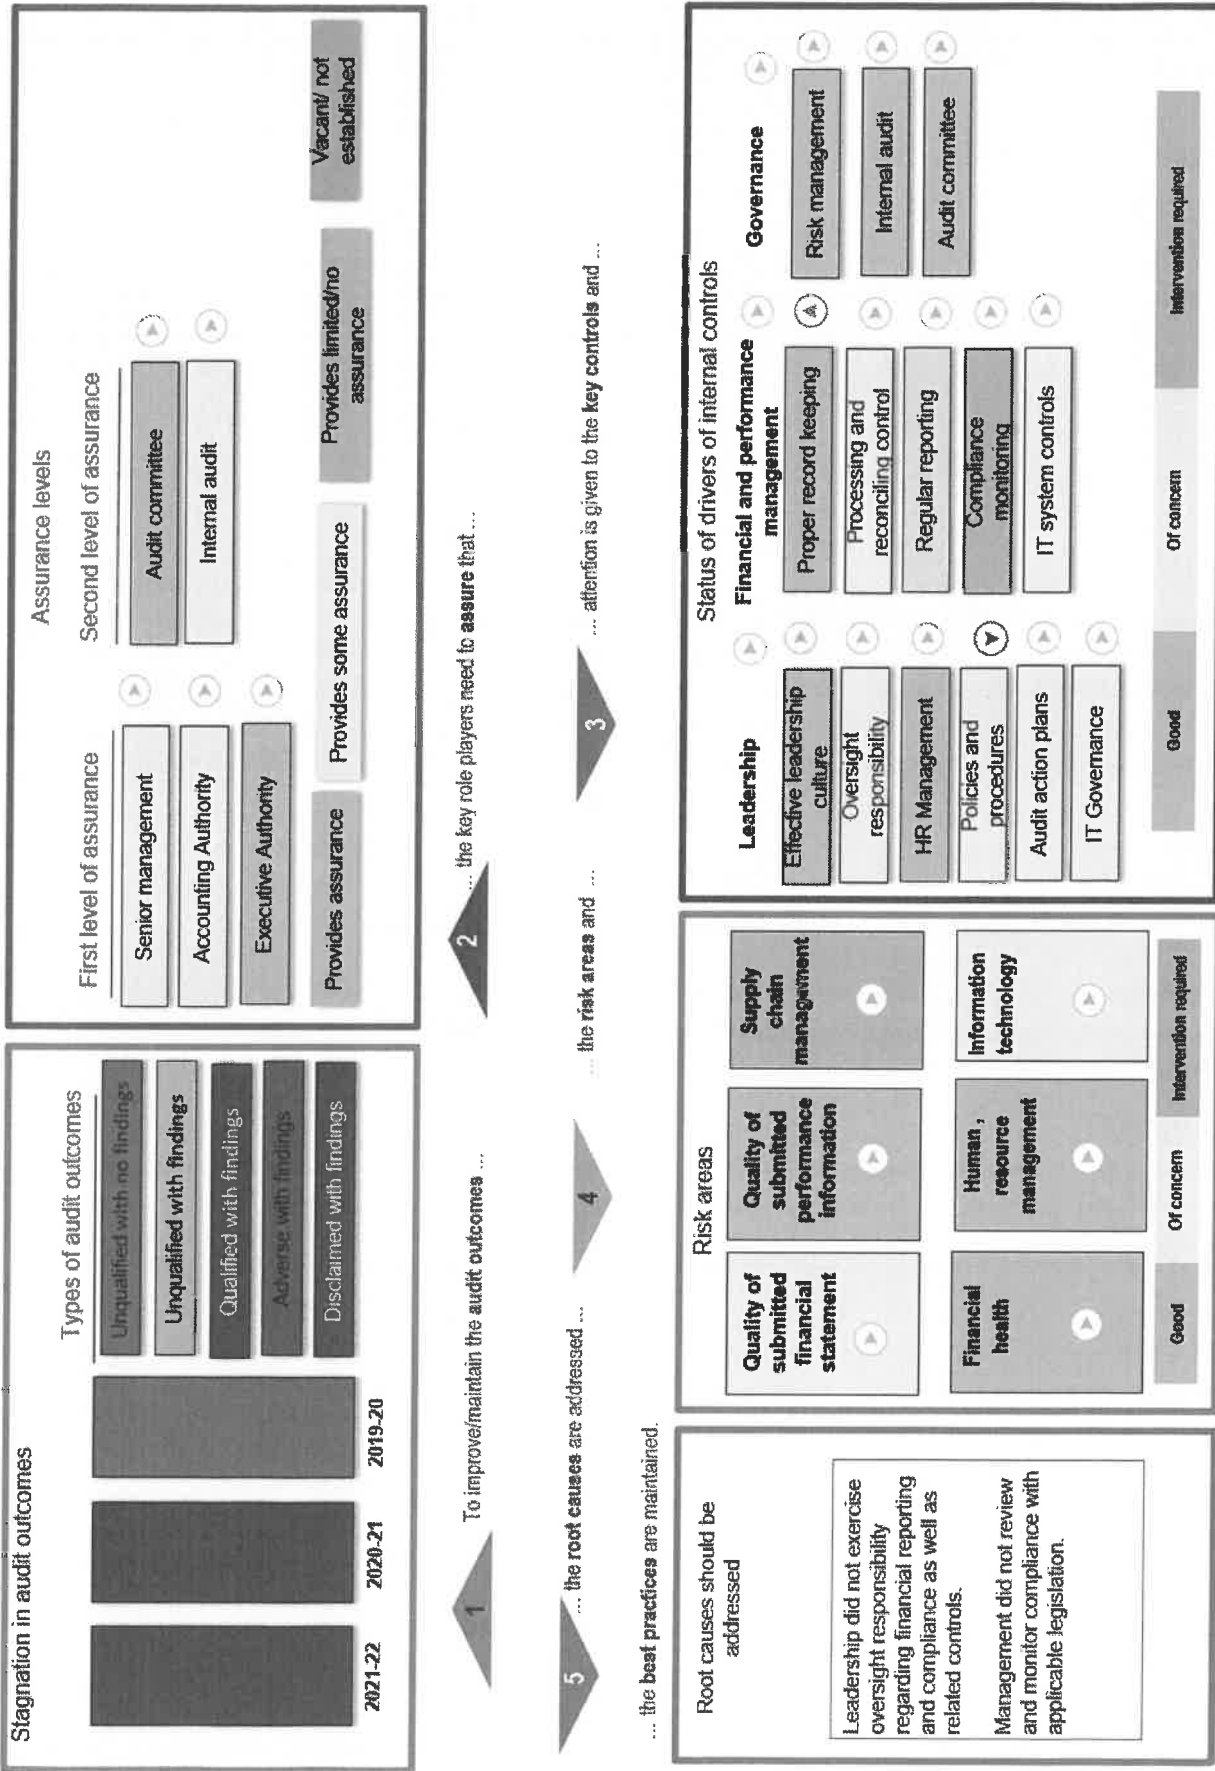 Stagnation in audit outcomes
Types of audit outcomes
Unqualified with no findings
Unqualified with findings
Qualified with findings
Adverse with findings
Disclaimed with findings
2021-22
2020-21
2019-20
Assurance levels
First level of assurance
Second level of assurance
Senior management
Accounting Authority
Executive Authority
Audit committee
Internal audit
Provides assurance
Provides some assurance
Provides limited/no
assurance
Vacant/ not
established
1
To improve/maintain the audit outcomes ...
2
... the key role players need to assure that ...
3
... attention is given to the key controls and ...
4
... the risk areas and ...
5
... the root causes are addressed ...
... the best practices are maintained.
Root causes should be
addressed
Leadership did not exercise
oversight responsibility
regarding financial reporting
and compliance as well as
related controls.
Management did not review
and monitor compliance with
applicable legislation.
Risk areas
Quality of
submitted
financial
statement
Quality of
submitted
performance
information
Supply
chain
management
Financial
health
Human ,
resource
management
Information
technology
Good
Of concern
Intervention required
Status of drivers of internal controls
Leadership
Effective leadership
culture
Oversight
responsibility
HR Management
Policies and
procedures
Audit action plans
IT Governance
Financial and performance
management
Proper record keeping
Processing and
reconciling control
Regular reporting
Compliance
monitoring
IT system controls
Governance
Risk management
Internal audit
Audit committee
Good
Of concern
Intervention required